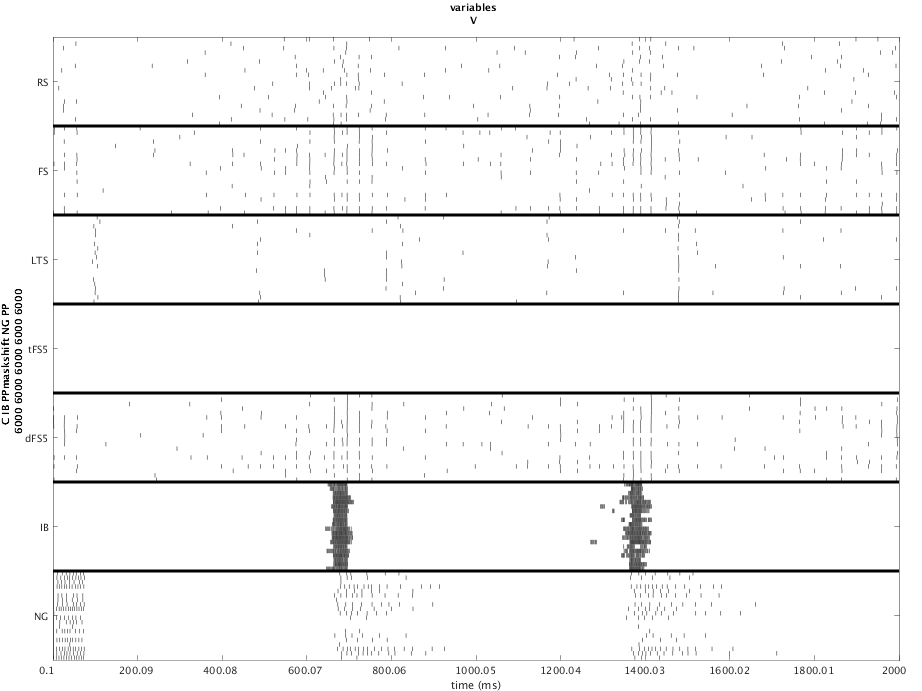 variables
V
RS
FS
LTS
tFS5
dFS5
IB
NG
C IB PPmaskshift NG PP
6000 6000 6000 6000 6000
0.1 200.09 400.08 600.07 800.06 1000.05 1200.04 1400.03 1600.02 1800.01 2000
time (ms)